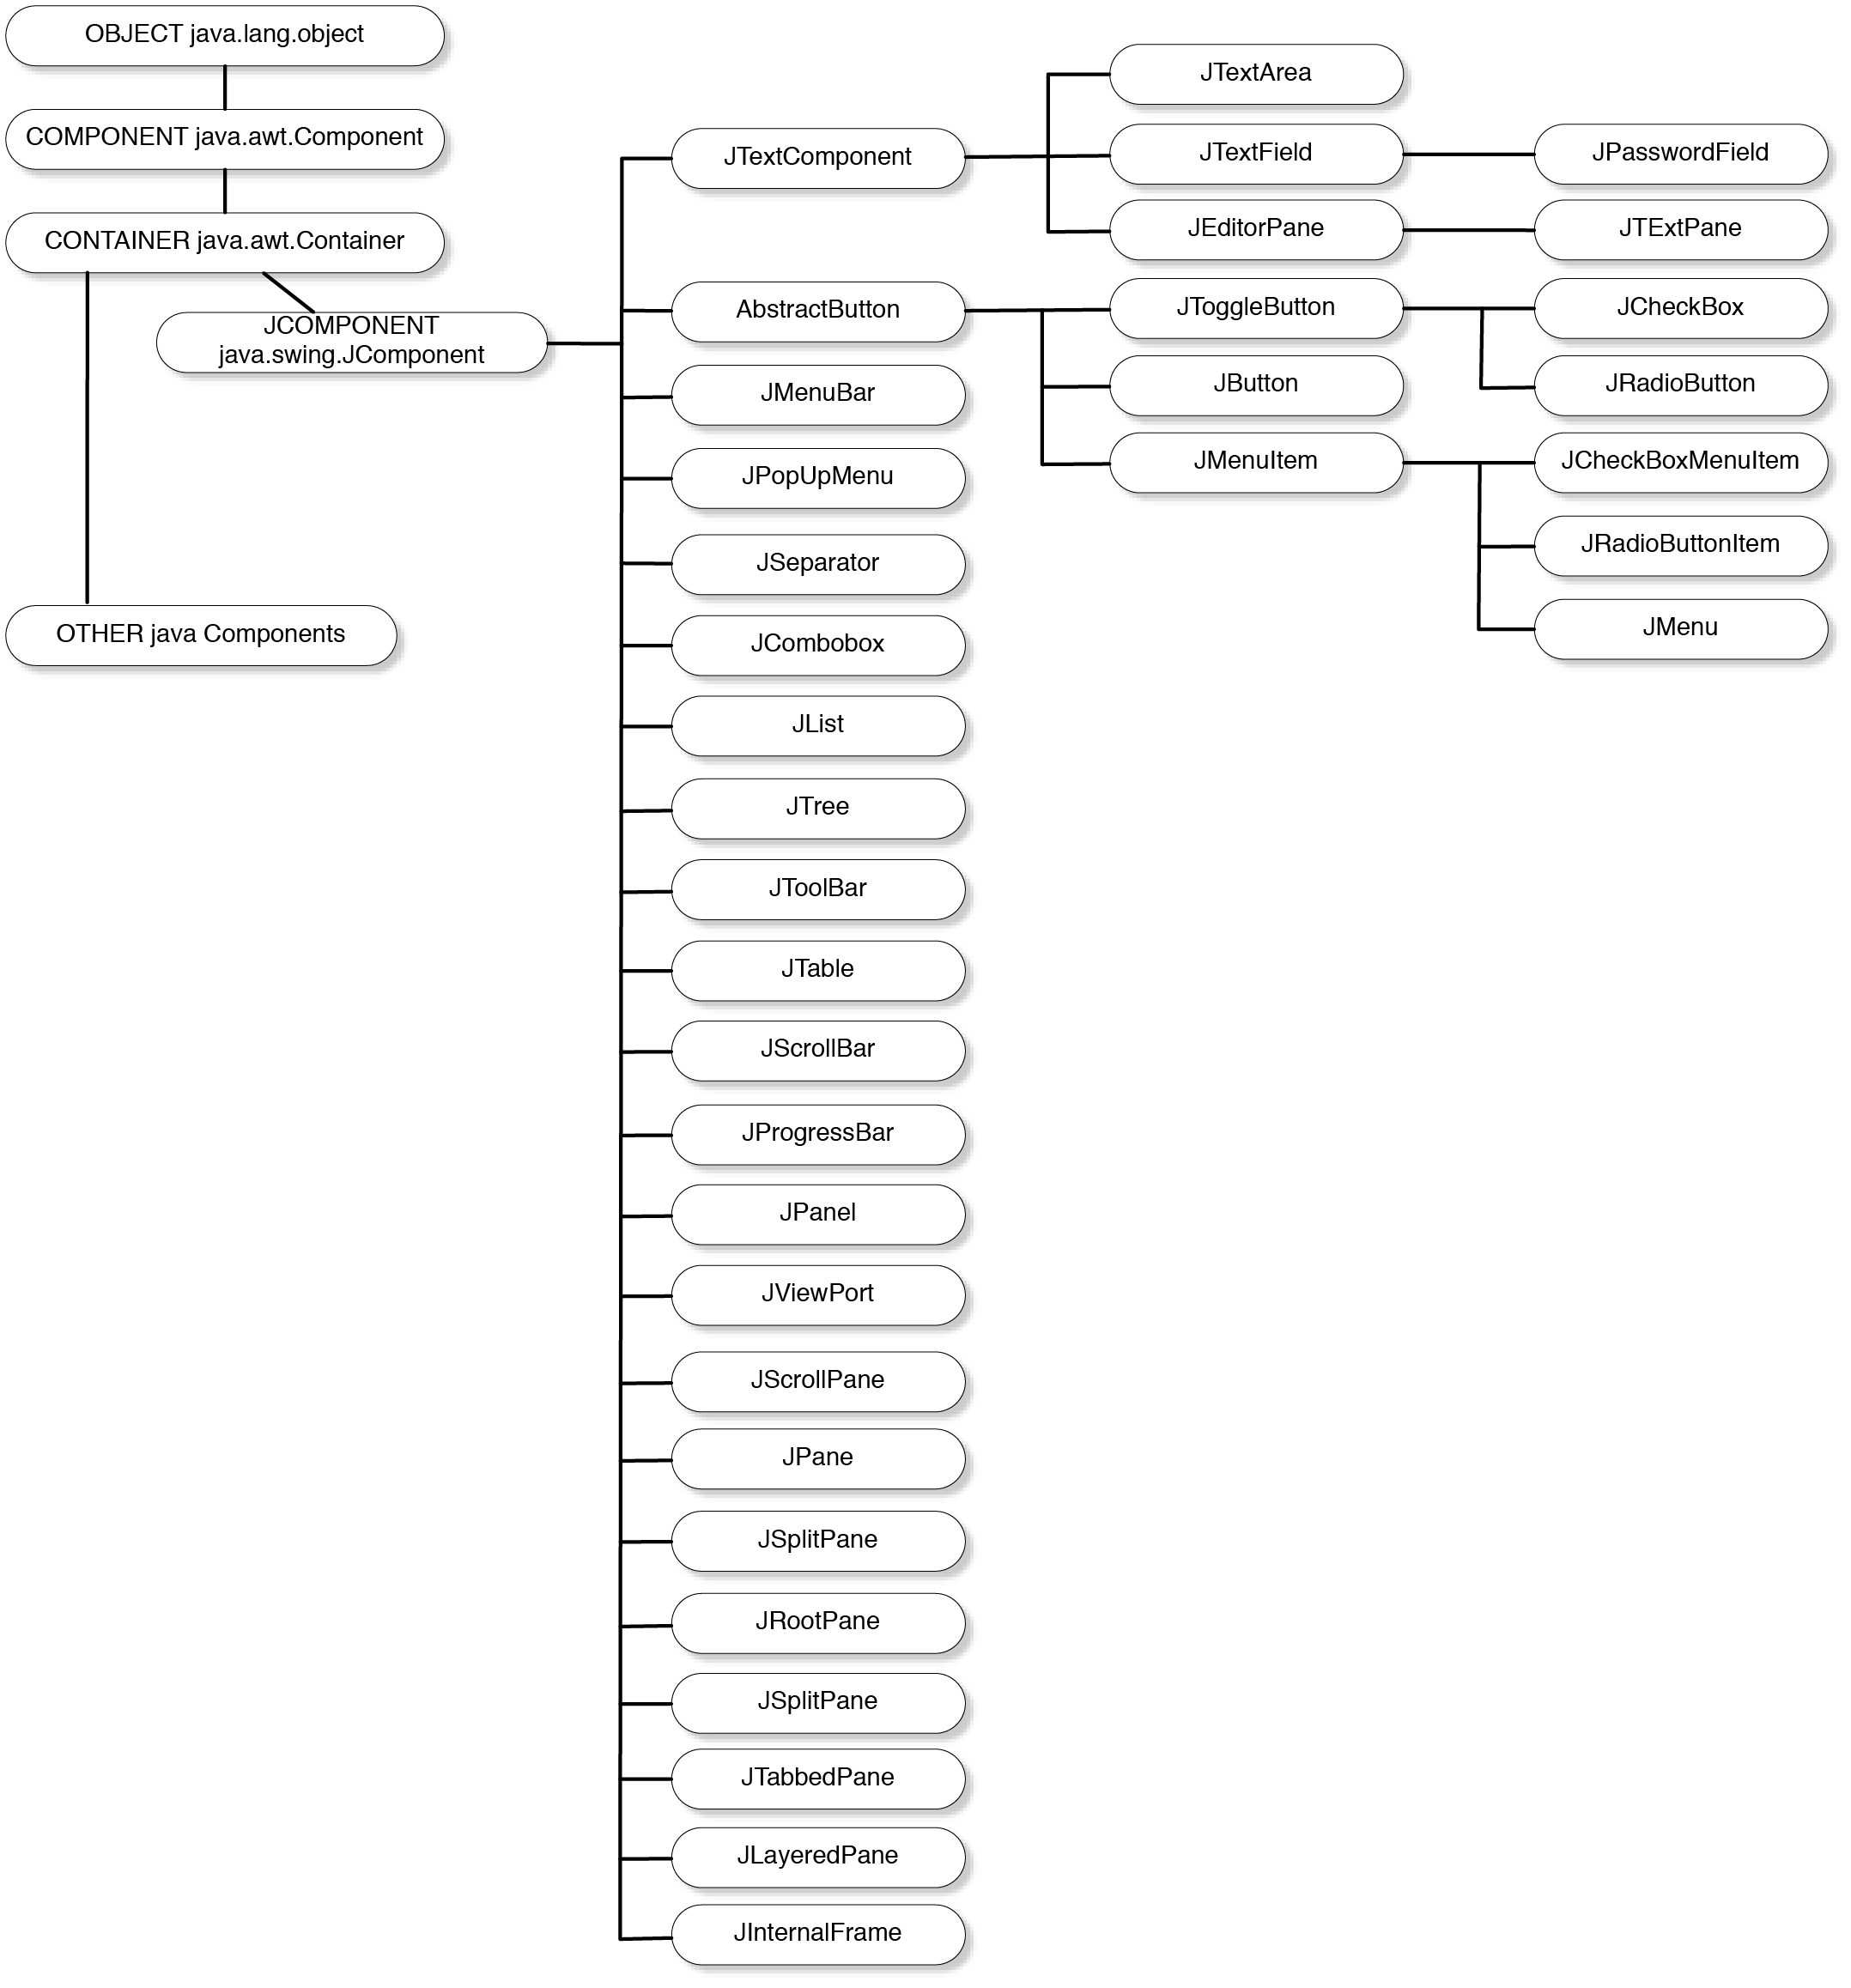 OBJECT java.lang.object
COMPONENT java.awt.Component
CONTAINER java.awt.Container
JCOMPONENT
java.swing.JComponent
OTHER java Components
JTextComponent
AbstractButton
JMenuBar
JPopUpMenu
JSeparator
JCombobox
JList
JTree
JToolBar
JTable
JScrollBar
JProgressBar
JPanel
JViewPort
JScrollPane
JPane
JSplitPane
JRootPane
JSplitPane
JTabbedPane
JLayeredPane
JInternalFrame
JTextArea
JTextField
JEditorPane
JToggleButton
JButton
JMenuItem
JPasswordField
JTExtPane
JCheckBox
JRadioButton
JCheckBoxMenuItem
JRadioButtonItem
JMenu